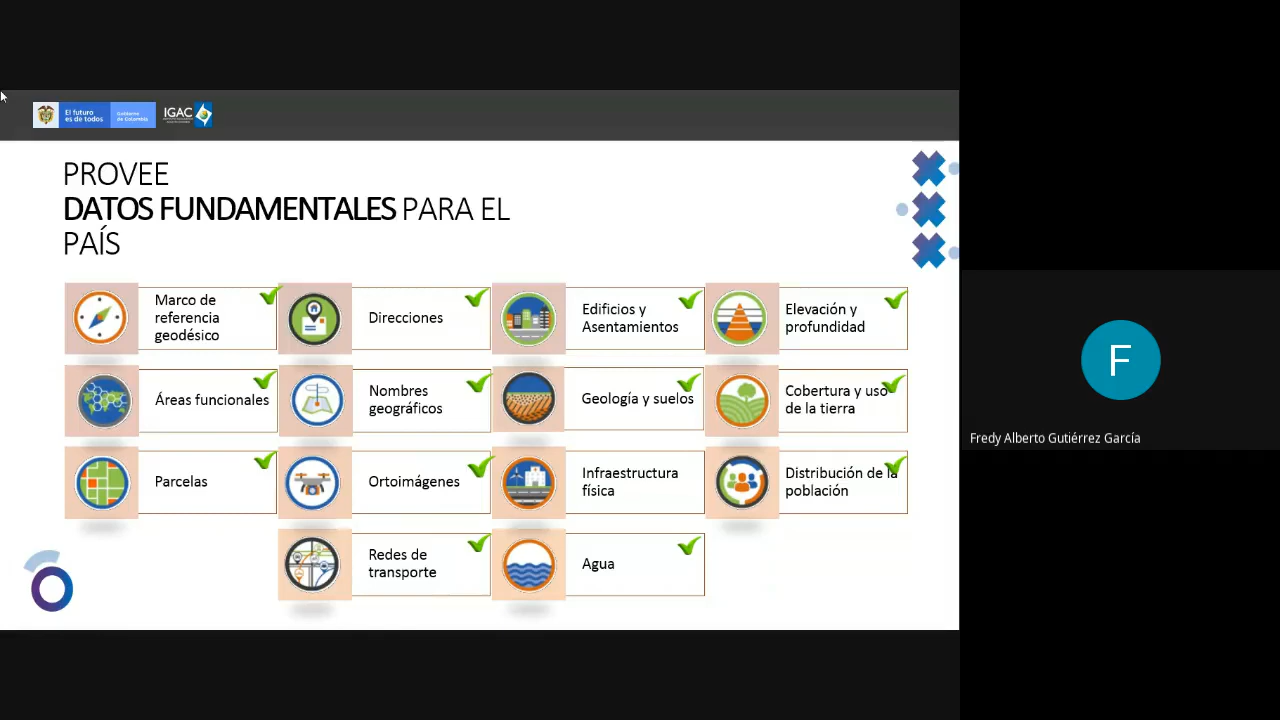 El futuro
es de todos
Gobierno
de Colombia
IGAC
PROVEE
DATOS FUNDAMENTALES PARA EL
PAÍS
Marco de
referencia
geodésico
Direcciones
Edificios y
Asentamientos
Elevación y
profundidad
Áreas funcionales
Nombres
geográficos
Geología y suelos
Cobertura y uso
de la tierra
Parcelas
Ortoimágenes
Infraestructura
física
Distribución de la
población
Redes de
transporte
Agua
F
Fredy Alberto Gutiérrez García